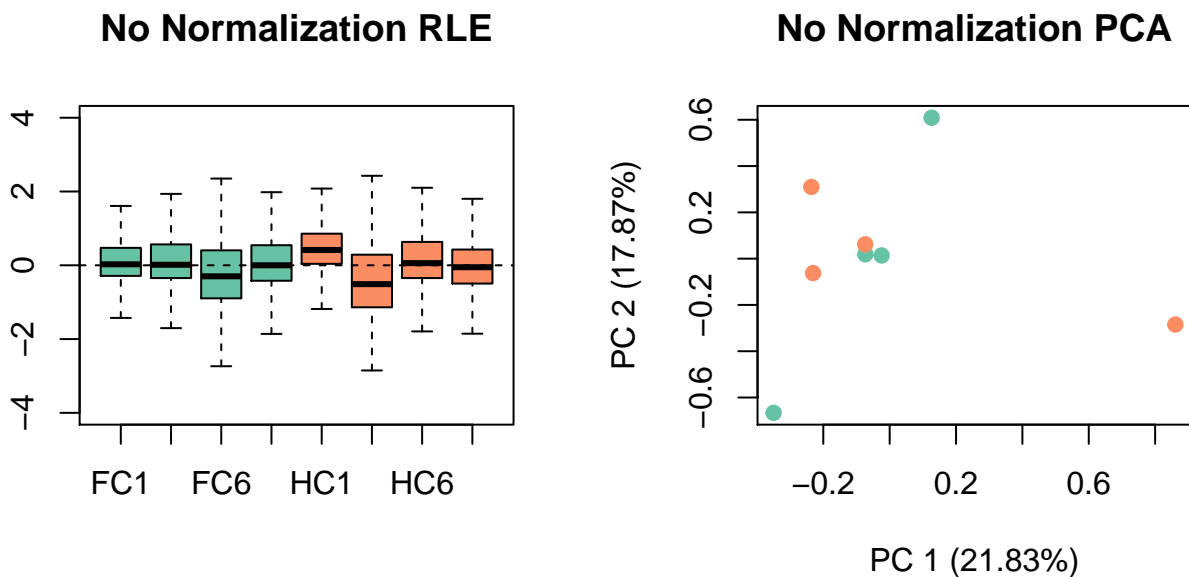 No Normalization RLE
4
2
0
−2
−4
FC1 FC6 HC1 HC6
No Normalization PCA
PC 2 (17.87%)
0.6
0.2
−0.2
−0.6
−0.2 0.2 0.6
PC 1 (21.83%)